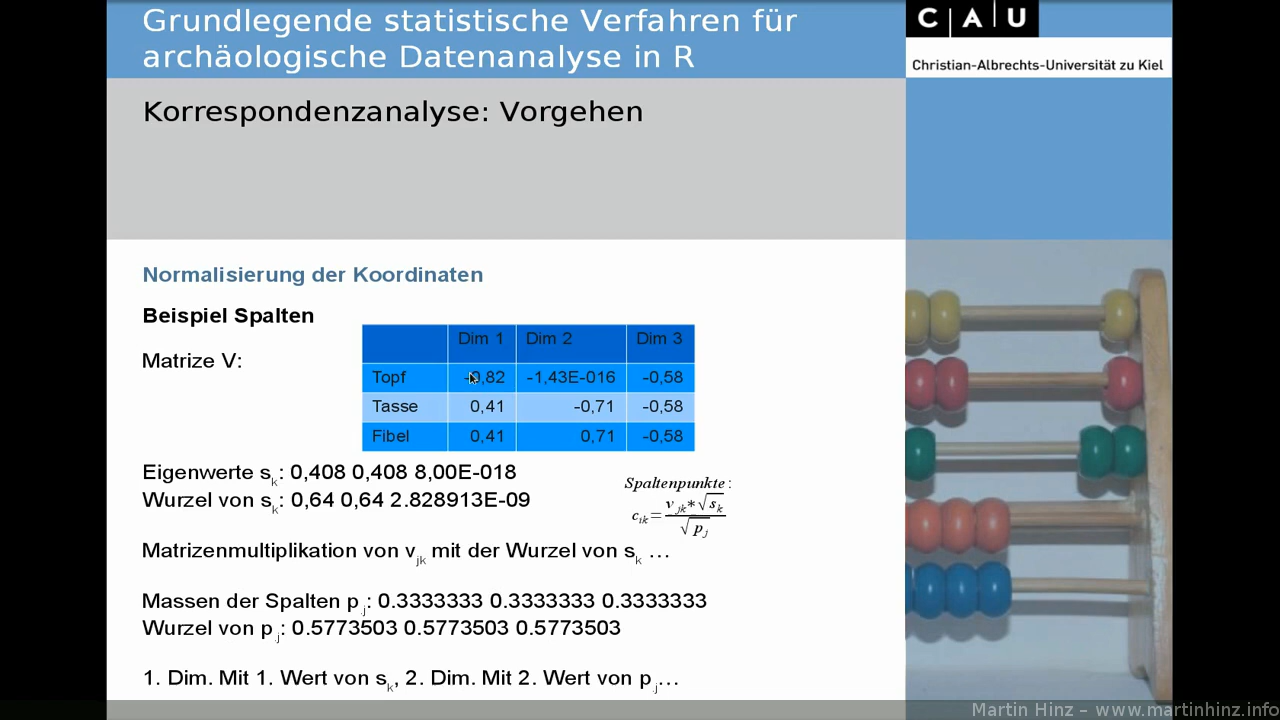 Grundlegende statistische Verfahren für
archäologische Datenanalyse in R
C A U
Christian-Albrechts-Universität zu Kiel
Korrespondenzanalyse: Vorgehen
Normalisierung der Koordinaten
Beispiel Spalten
Matrize V:
Dim 1 Dim 2 Dim 3
Topf -0,82 -1,43E-016 -0,58
Tasse 0,41 -0,71 -0,58
Fibel 0,41 0,71 -0,58
Eigenwerte sk: 0,408 0,408 8,00E-018
Wurzel von sk: 0,64 0,64 2.828913E-09
Spaltenpunkte:
cik = vjk*√sk / √pj
Matrizenmultiplikation von vjk mit der Wurzel von sk …
Massen der Spalten p.j: 0.3333333 0.3333333 0.3333333
Wurzel von p.j: 0.5773503 0.5773503 0.5773503
1. Dim. Mit 1. Wert von sk, 2. Dim. Mit 2. Wert von p.j…
Martin Hinz – www.martinhinz.info